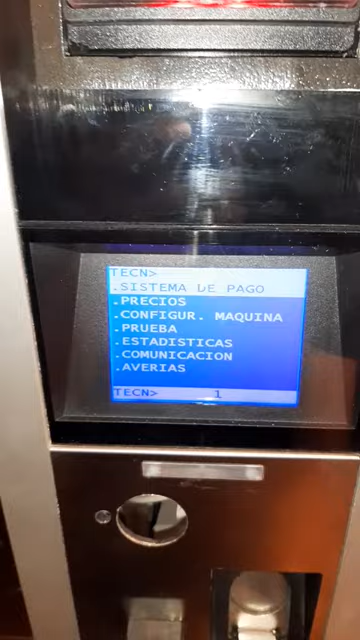 TECN>
.SISTEMA DE PAGO
.PRECIOS
.CONFIGUR. MAQUINA
.PRUEBA
.ESTADISTICAS
.COMUNICACION
.AVERIAS
TECN> 1